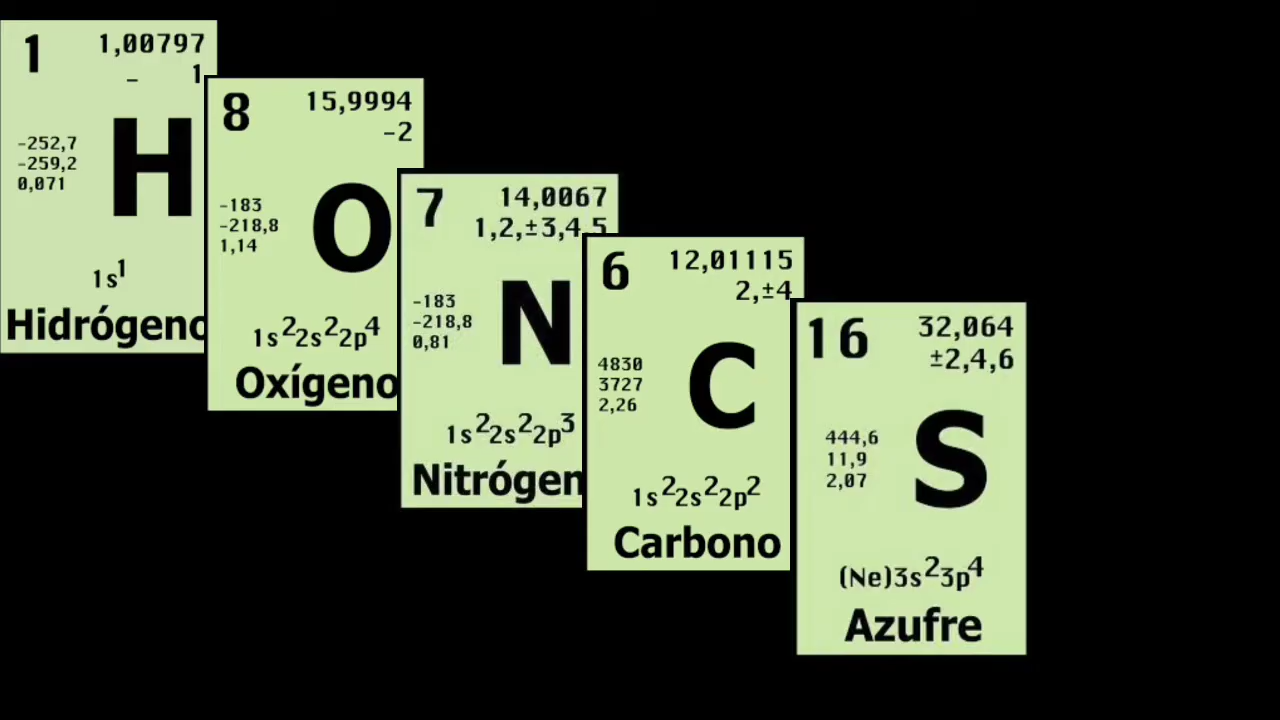 1
1,00797
– 1
-252,7
-259,2
0,071
H
1s¹
Hidrógeno
8
15,9994
-2
-183
-218,8
1,14
O
1s²2s²2p⁴
Oxígeno
7
14,0067
1,2,±3,4,5
-183
-218,8
0,81
N
1s²2s²2p³
Nitrógen
6
12,01115
2,±4
4830
3727
2,26
C
1s²2s²2p²
Carbono
16
32,064
±2,4,6
444,6
11,9
2,07
S
(Ne)3s²3p⁴
Azufre